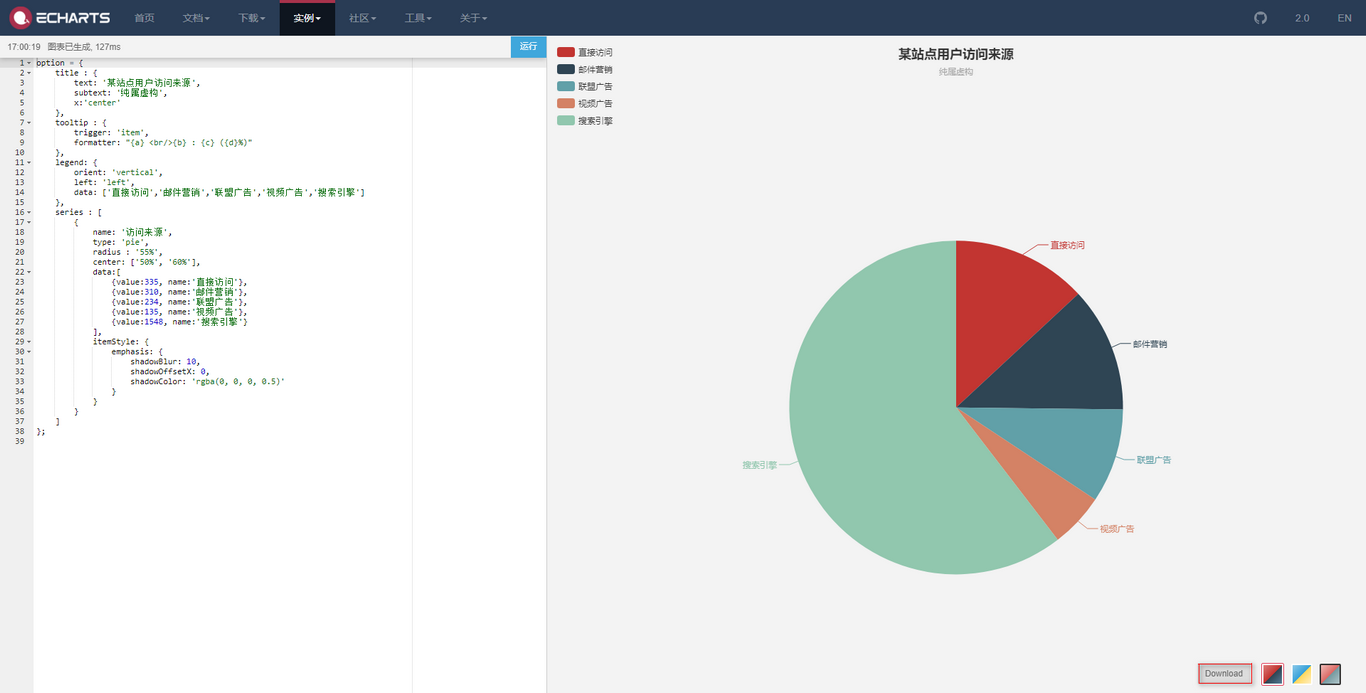 ECHARTS 首页 文档 下载 实例 社区 工具 关于 2.0 EN
17:00:19 图表已生成, 127ms 运行
1 option = {
2 title : {
3 text: '某站点用户访问来源',
4 subtext: '纯属虚构',
5 x:'center'
6 },
7 tooltip : {
8 trigger: 'item',
9 formatter: "{a} <br/>{b} : {c} ({d}%)"
10 },
11 legend: {
12 orient: 'vertical',
13 left: 'left',
14 data: ['直接访问','邮件营销','联盟广告','视频广告','搜索引擎']
15 },
16 series : [
17 {
18 name: '访问来源',
19 type: 'pie',
20 radius : '55%',
21 center: ['50%', '60%'],
22 data:[
23 {value:335, name:'直接访问'},
24 {value:310, name:'邮件营销'},
25 {value:234, name:'联盟广告'},
26 {value:135, name:'视频广告'},
27 {value:1548, name:'搜索引擎'}
28 ],
29 itemStyle: {
30 emphasis: {
31 shadowBlur: 10,
32 shadowOffsetX: 0,
33 shadowColor: 'rgba(0, 0, 0, 0.5)'
34 }
35 }
36 }
37 ]
38 };
39
直接访问
邮件营销
联盟广告
视频广告
搜索引擎
某站点用户访问来源
纯属虚构
直接访问
邮件营销
联盟广告
搜索引擎
视频广告
Download